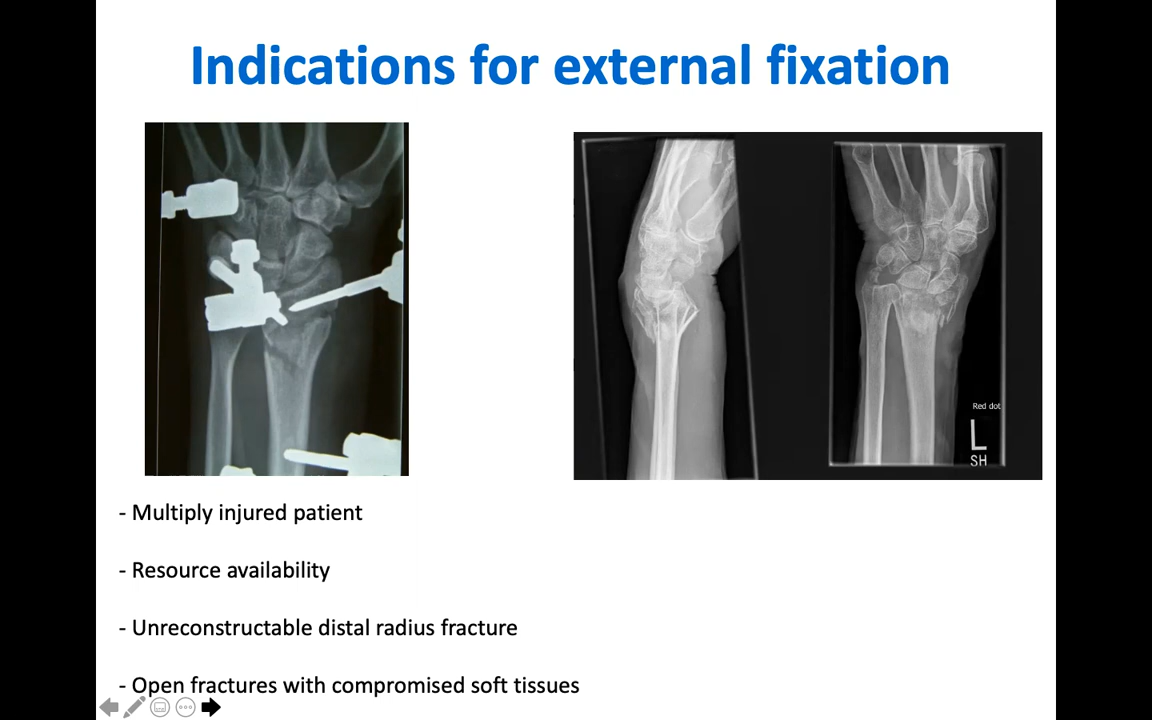 Indications for external fixation
Red dot
L
SH
- Multiply injured patient
- Resource availability
- Unreconstructable distal radius fracture
- Open fractures with compromised soft tissues